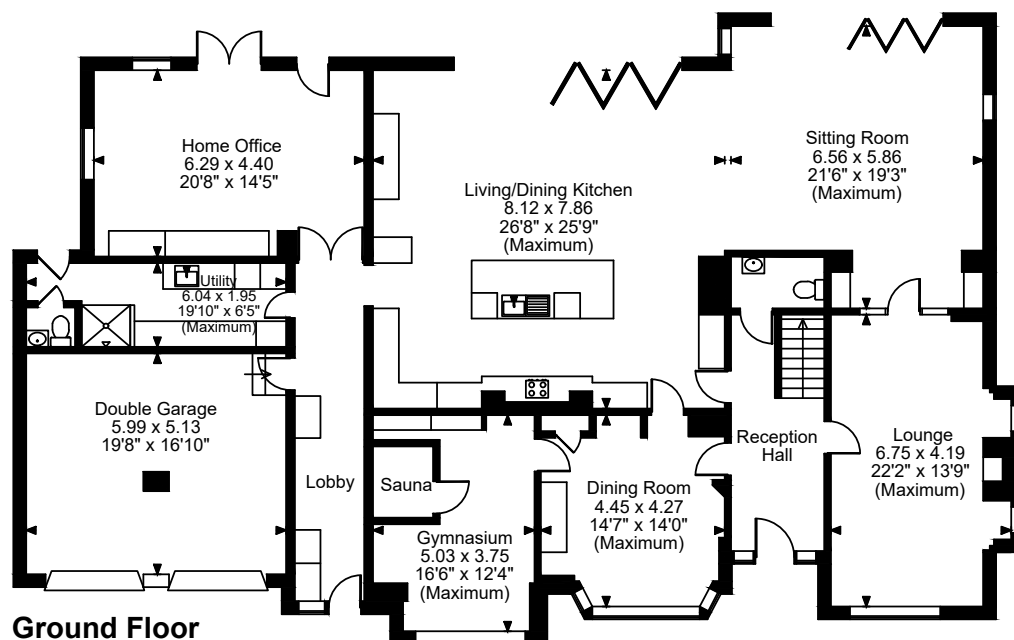 Home Office
6.29 x 4.40
20'8" x 14'5"
Sitting Room
6.56 x 5.86
21'6" x 19'3"
(Maximum)
Living/Dining Kitchen
8.12 x 7.86
26'8" x 25'9"
(Maximum)
Utility
6.04 x 1.95
19'10" x 6'5"
(Maximum)
Double Garage
5.99 x 5.13
19'8" x 16'10"
Lobby
Sauna
Gymnasium
5.03 x 3.75
16'6" x 12'4"
(Maximum)
Dining Room
4.45 x 4.27
14'7" x 14'0"
(Maximum)
Reception
Hall
Lounge
6.75 x 4.19
22'2" x 13'9"
(Maximum)
Ground Floor